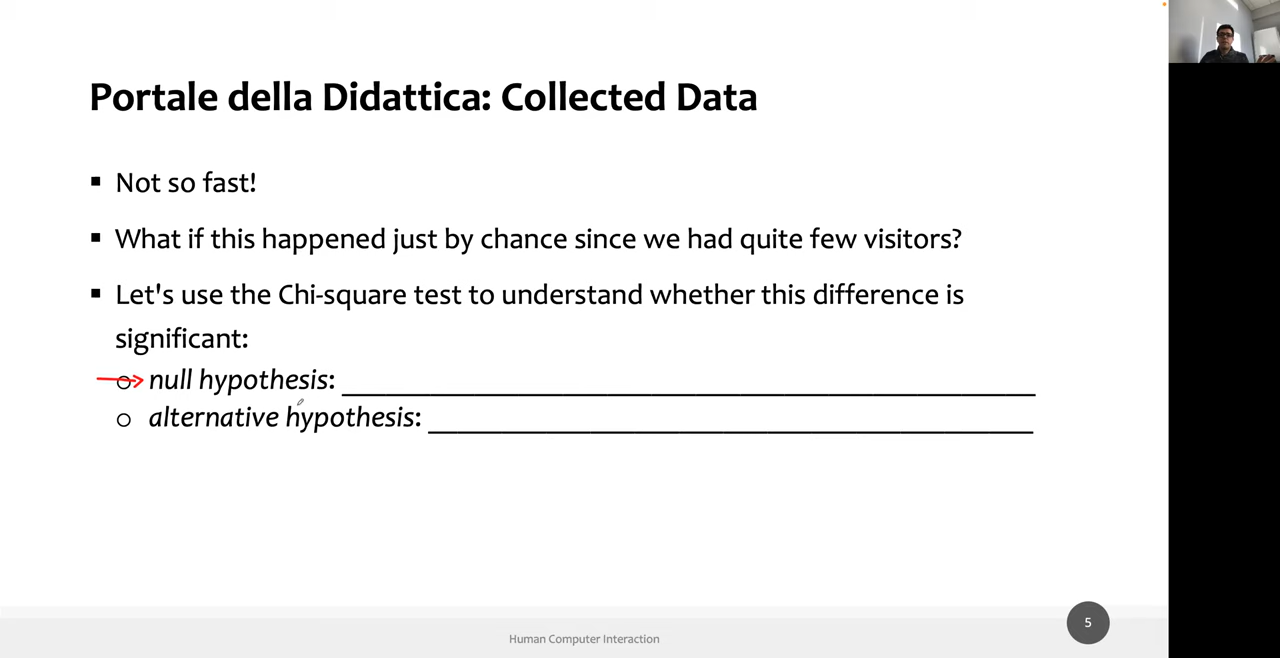 Portale della Didattica: Collected Data
▪ Not so fast!
▪ What if this happened just by chance since we had quite few visitors?
▪ Let's use the Chi-square test to understand whether this difference is
significant:
o null hypothesis: ______________________________________________
o alternative hypothesis: ________________________________________
5
Human Computer Interaction